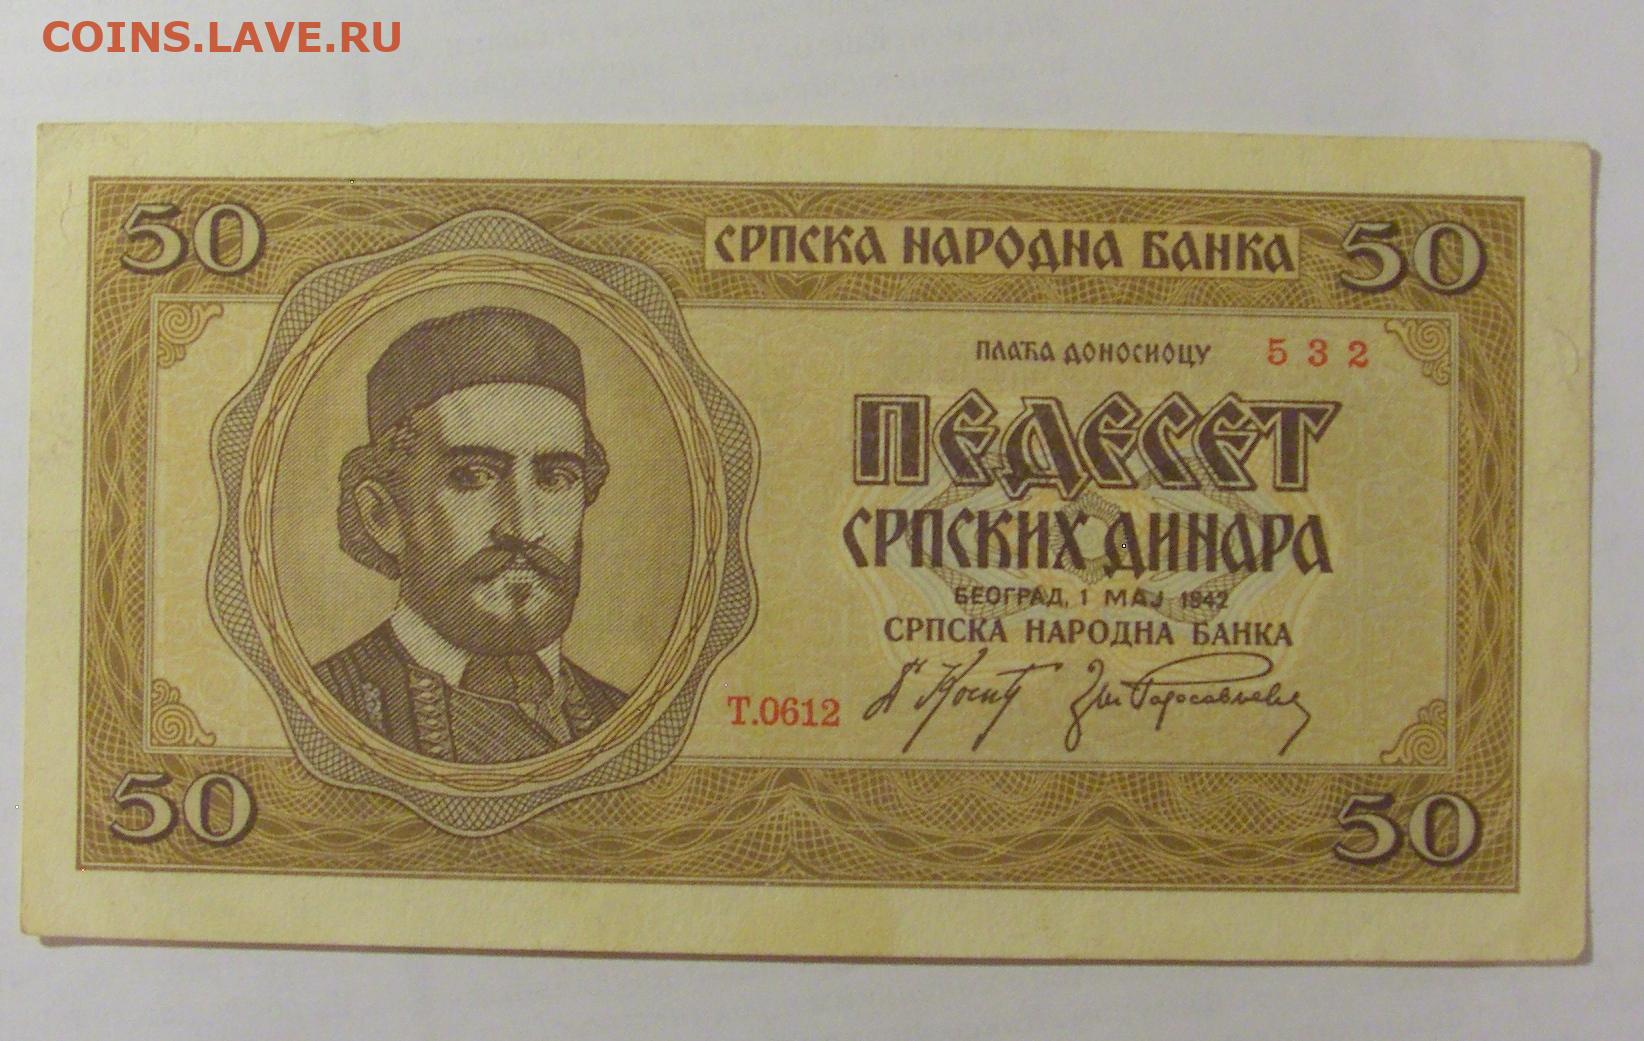 COINS.LAVE.RU
50
СРПСКА НАРОДНА БАНКА
50
ПЛАЋА ДОНОСИОЦУ 532
ПЕДЕСЕТ
СРПСКИХ ДИНАРА
БЕОГРАД, 1 МАЈ 1942
СРПСКА НАРОДНА БАНКА
Т.0612
50
50